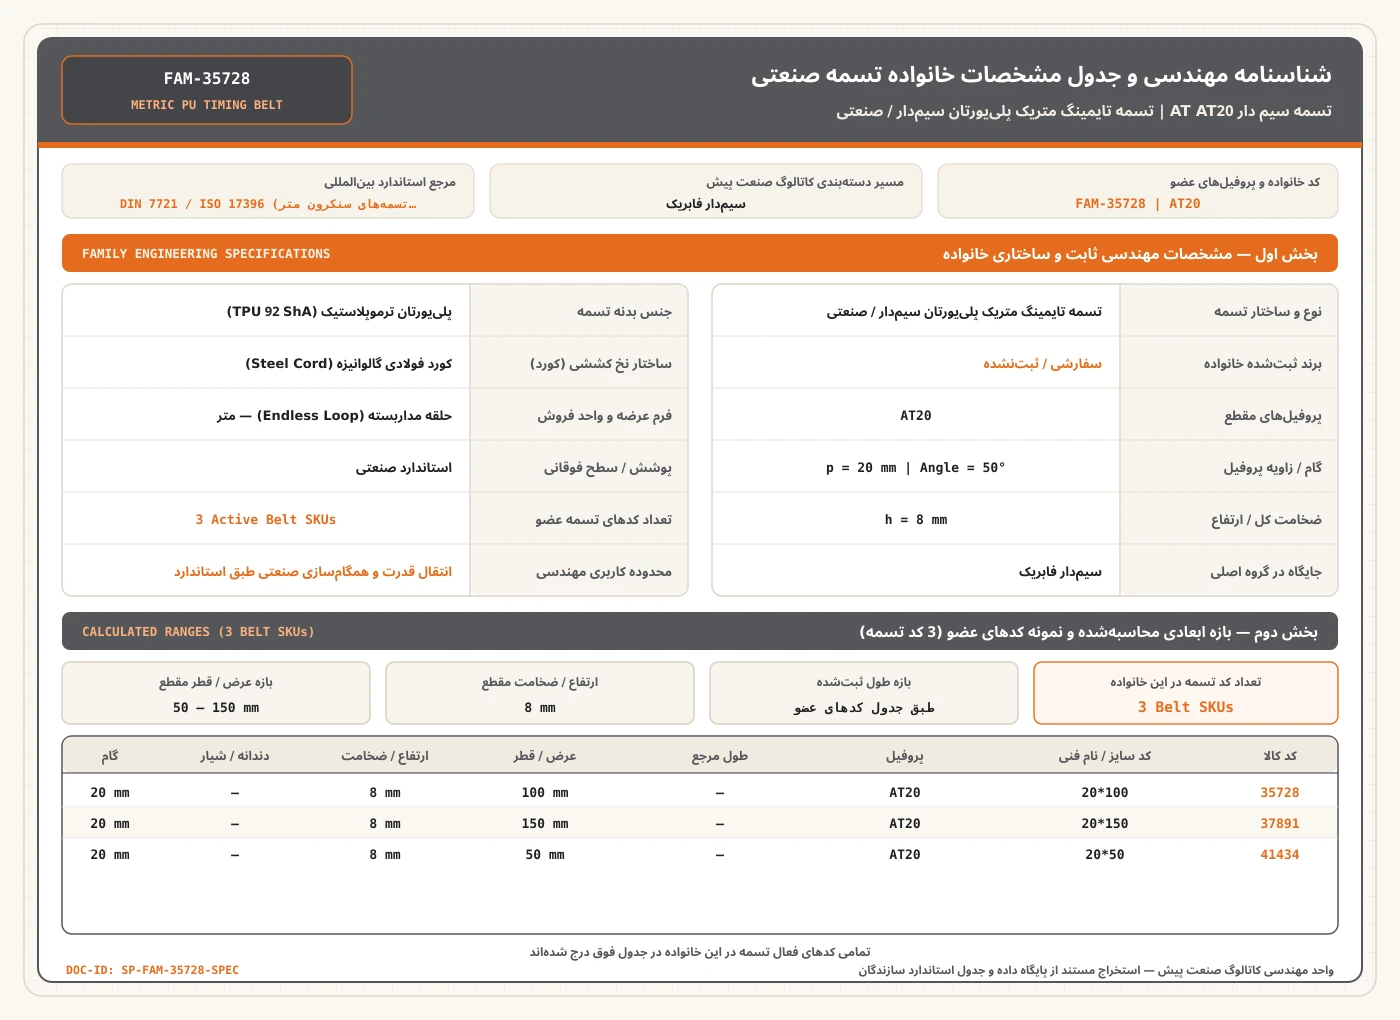 شناسنامه مهندسی و جدول مشخصات خانواده تسمه صنعتی
تسمه سیم دار AT AT20 | تسمه تایمینگ متریک پلی‌یورتان سیم‌دار / صنعتی
FAM-35728
METRIC PU TIMING BELT
کد خانواده و پروفیل‌های عضو
FAM-35728 | AT20
مسیر دسته‌بندی کاتالوگ صنعت پیش
سیم‌دار فابریک
مرجع استاندارد بین‌المللی
DIN 7721 / ISO 17396 (تسمه‌های سنکرون متر…
بخش اول — مشخصات مهندسی ثابت و ساختاری خانواده
FAMILY ENGINEERING SPECIFICATIONS
نوع و ساختار تسمه
تسمه تایمینگ متریک پلی‌یورتان سیم‌دار / صنعتی
برند ثبت‌شده خانواده
سفارشی / ثبت‌نشده
پروفیل‌های مقطع
AT20
گام / زاویه پروفیل
p = 20 mm | Angle = 50°
ضخامت کل / ارتفاع
h = 8 mm
جایگاه در گروه اصلی
سیم‌دار فابریک
جنس بدنه تسمه
پلی‌یورتان ترموپلاستیک (TPU 92 ShA)
ساختار نخ کششی (کورد)
کورد فولادی گالوانیزه (Steel Cord)
فرم عرضه و واحد فروش
حلقه مداربسته (Endless Loop) — متر
پوشش / سطح فوقانی
استاندارد صنعتی
تعداد کدهای تسمه عضو
3 Active Belt SKUs
محدوده کاربری مهندسی
انتقال قدرت و همگام‌سازی صنعتی طبق استاندارد
بخش دوم — بازه ابعادی محاسبه‌شده و نمونه کدهای عضو (3 کد تسمه)
CALCULATED RANGES (3 BELT SKUs)
تعداد کد تسمه در این خانواده
3 Belt SKUs
بازه طول ثبت‌شده
طبق جدول کدهای عضو
ارتفاع / ضخامت مقطع
8 mm
بازه عرض / قطر مقطع
50 – 150 mm
کد کالا	کد سایز / نام فنی	پروفیل	طول مرجع	عرض / قطر	ارتفاع / ضخامت	دندانه / شیار	گام
35728	20*100	AT20	—	100 mm	8 mm	—	20 mm
37891	20*150	AT20	—	150 mm	8 mm	—	20 mm
41434	20*50	AT20	—	50 mm	8 mm	—	20 mm
تمامی کدهای فعال تسمه در این خانواده در جدول فوق درج شده‌اند
واحد مهندسی کاتالوگ صنعت پیش — استخراج مستند از پایگاه داده و جدول استاندارد سازندگان
DOC-ID: SP-FAM-35728-SPEC